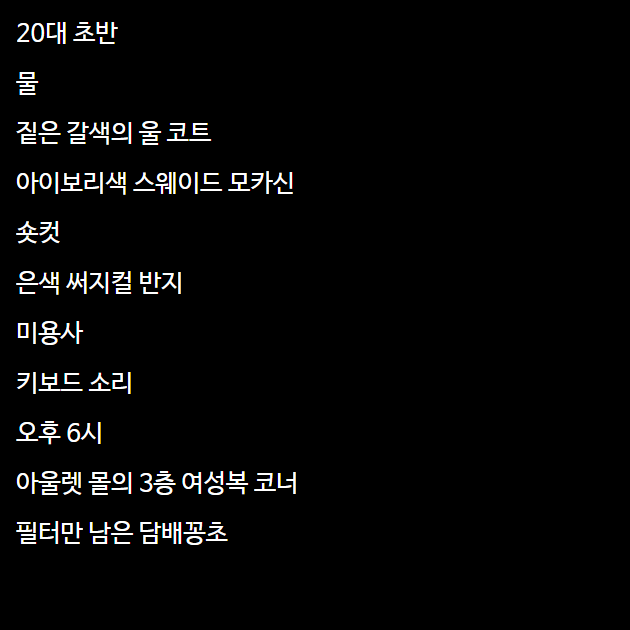 20대 초반
물
짙은 갈색의 울 코트
아이보리색 스웨이드 모카신
숏컷
은색 써지컬 반지
미용사
키보드 소리
오후 6시
아울렛 몰의 3층 여성복 코너
필터만 남은 담배꽁초